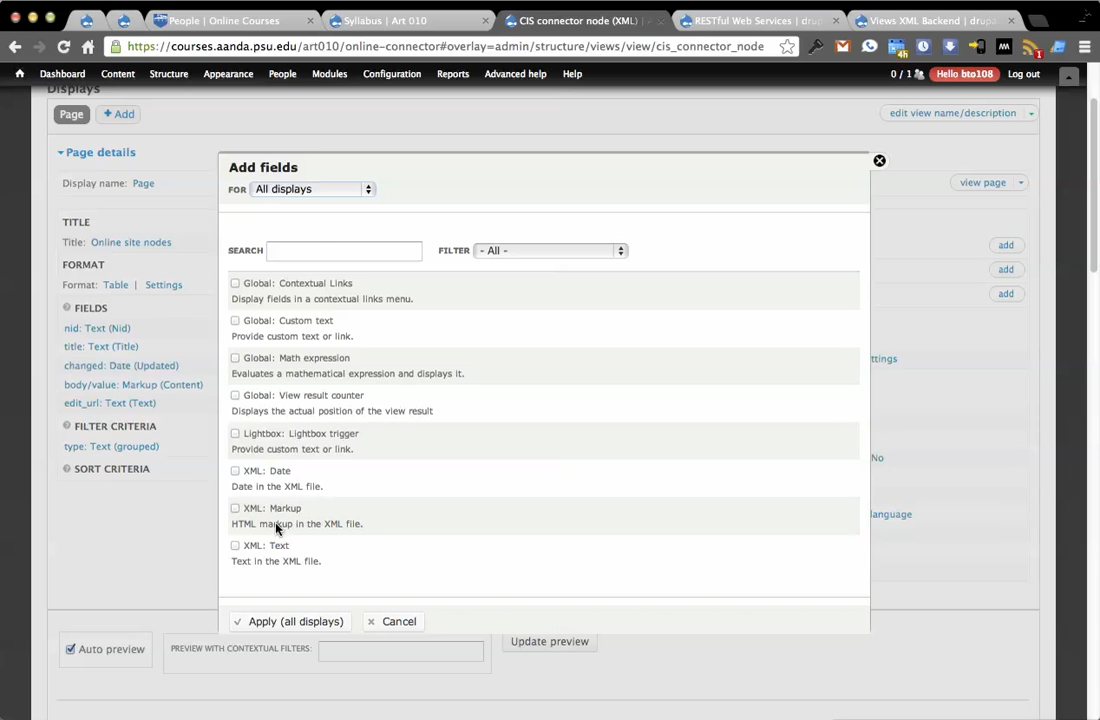 People | Online Courses
Syllabus | Art 010
CIS connector node (XML) |
RESTful Web Services | drup
Views XML Backend | drupa
https://courses.aanda.psu.edu/art010/online-connector#overlay=admin/structure/views/view/cis_connector_node
4h
1
Dashboard Content Structure Reports Appearance People Modules Configuration Advanced help Help
0 / 1 Hello bto108 Log out
Displays
Page + Add
edit view name/description
Page details
Display name: Page
view page
TITLE
Title: Online site nodes
FORMAT
Format: Table | Settings
FIELDS
nid: Text (Nid)
title: Text (Title)
changed: Date (Updated)
body/value: Markup (Content)
edit_url: Text (Text)
FILTER CRITERIA
type: Text (grouped)
SORT CRITERIA
Add fields
FOR All displays
SEARCH FILTER - All -
Global: Contextual Links
Display fields in a contextual links menu.
Global: Custom text
Provide custom text or link.
Global: Math expression
Evaluates a mathematical expression and displays it.
Global: View result counter
Displays the actual position of the view result
Lightbox: Lightbox trigger
Provide custom text or link.
XML: Date
Date in the XML file.
XML: Markup
HTML markup in the XML file.
XML: Text
Text in the XML file.
Apply (all displays) Cancel
add
add
add
ttings
No
language
Auto preview
PREVIEW WITH CONTEXTUAL FILTERS:
Update preview